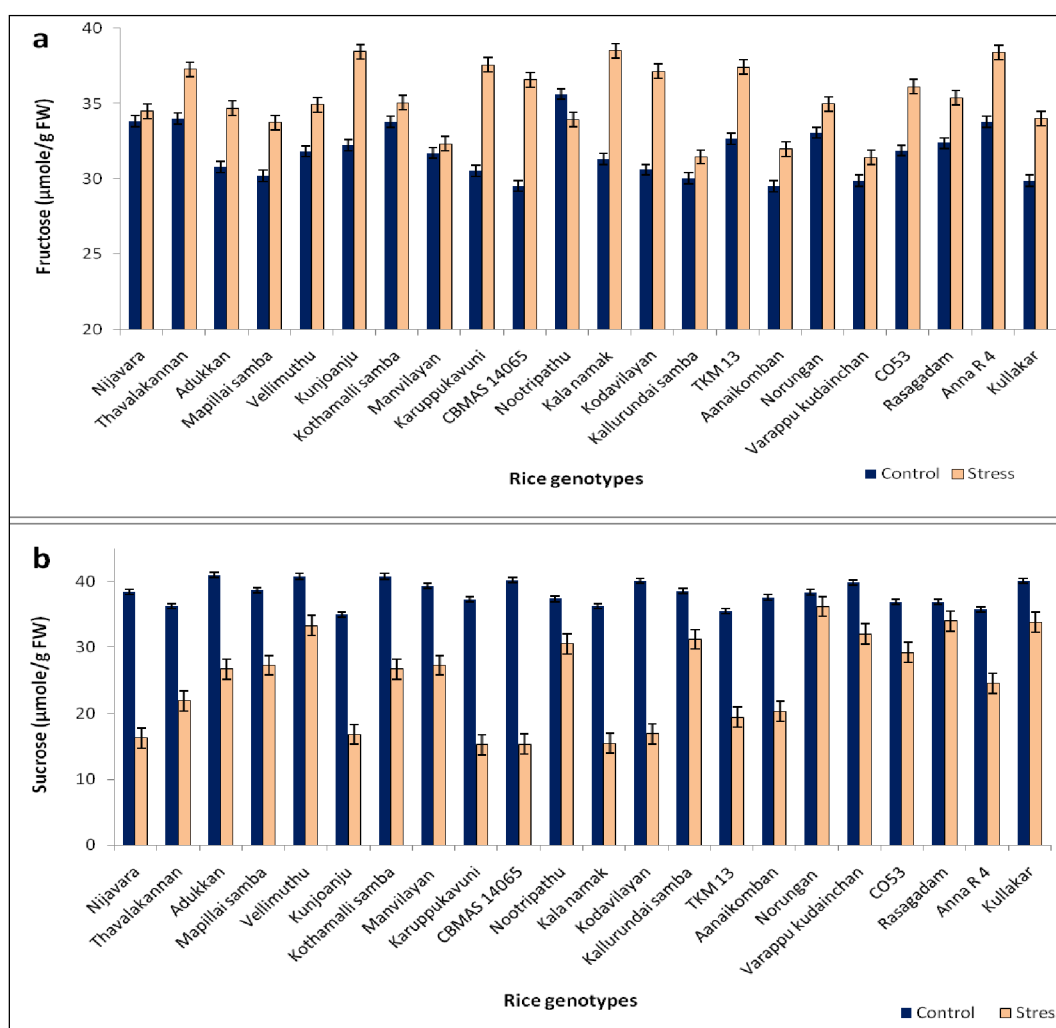 a
Fructose (µmole/g FW)
40
35
30
25
20
Nijavara
Thavalakannan
Adukkan
Mapillai samba
Vellimuthu
Kunjoanju
Kothamalli samba
Manvilayan
Karuppukavuni
CBMAS 14065
Nootripathu
Kala namak
Kodavilayan
Kallurundai samba
TKM 13
Aanaikomban
Norungan
Varappu kudainchan
CO53
Rasagadam
Anna R 4
Kullakar
Rice genotypes
Control Stress
b
Sucrose (µmole/g FW)
40
30
20
10
0
Nijavara
Thavalakannan
Adukkan
Mapillai samba
Vellimuthu
Kunjoanju
Kothamalli samba
Manvilayan
Karuppukavuni
CBMAS 14065
Nootripathu
Kala namak
Kodavilayan
Kallurundai samba
TKM 13
Aanaikomban
Norungan
Varappu kudainchan
CO53
Rasagadam
Anna R 4
Kullakar
Rice genotypes
Control Stress